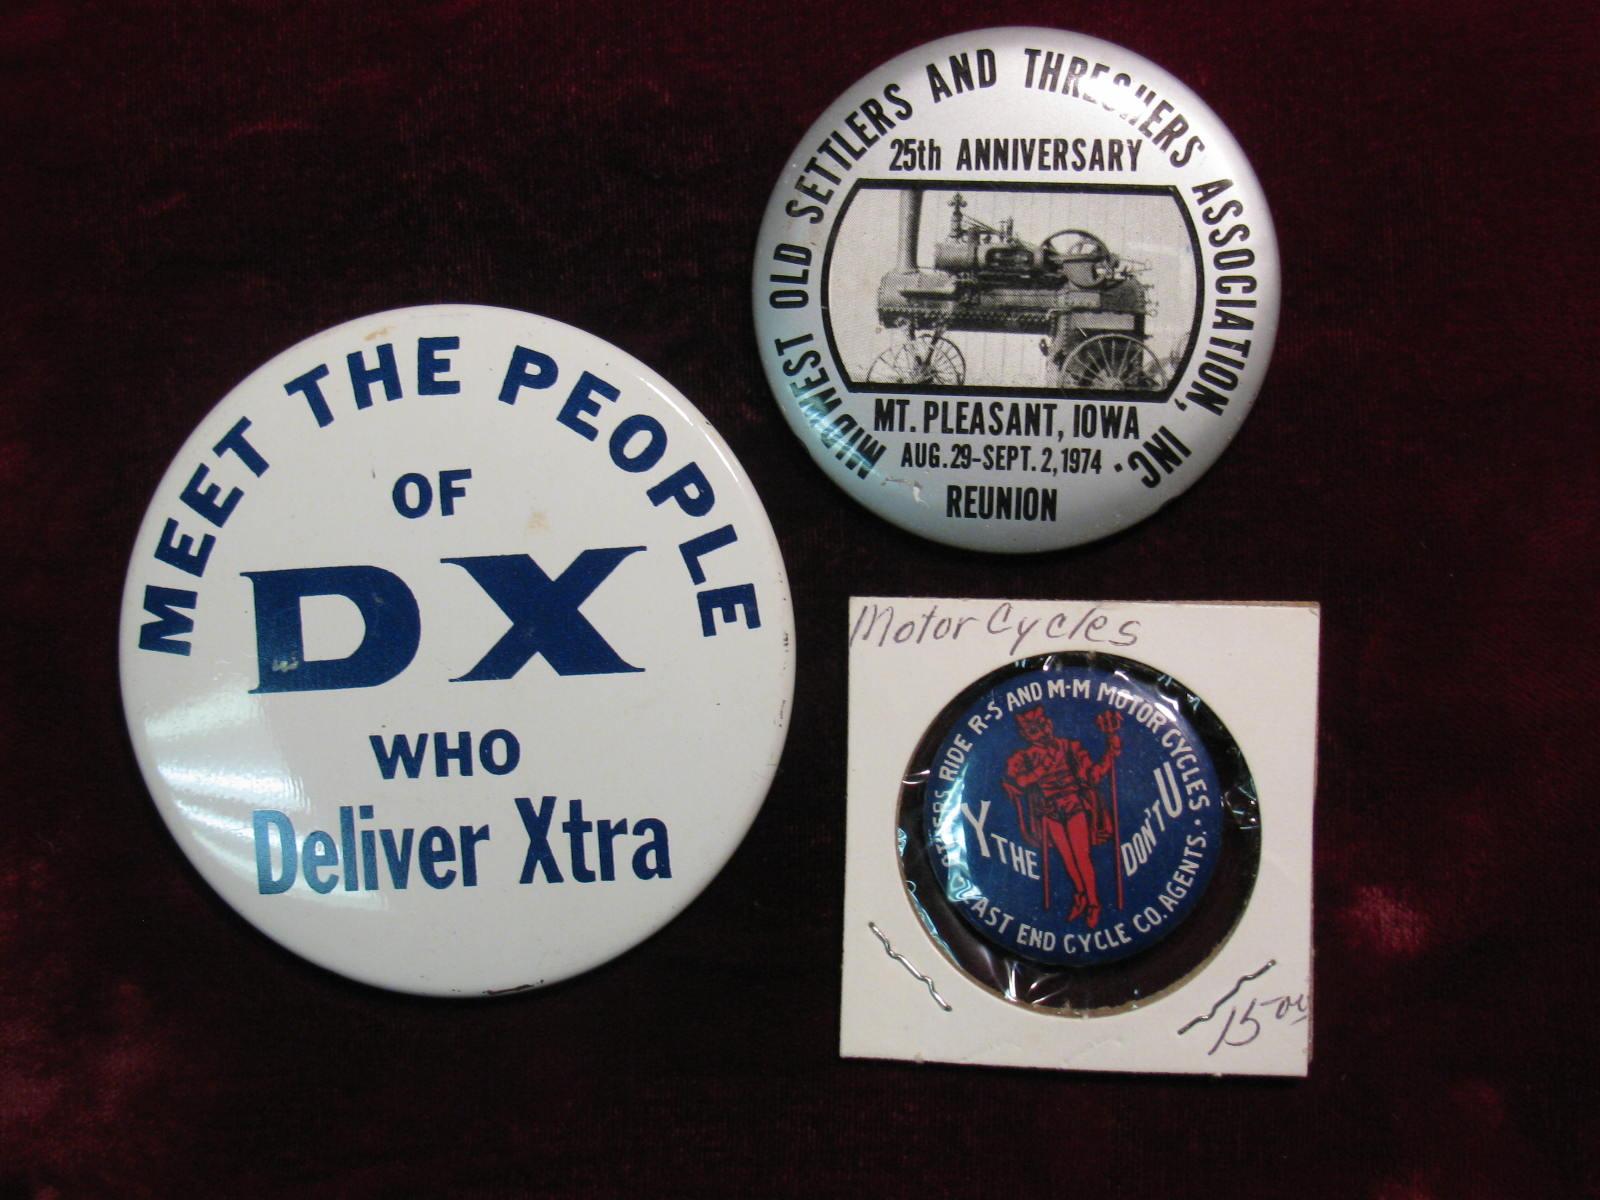 MEET THE PEOPLE
OF
DX
WHO
Deliver Xtra
MIDWEST OLD SETTLERS AND THRESHERS ASSOCIATION, INC.
25th ANNIVERSARY
MT. PLEASANT, IOWA
AUG. 29-SEPT. 2, 1974
REUNION
Motor Cycles
OTHERS RIDE R-S AND M-M MOTOR CYCLES.
Y THE DON'T U
EAST END CYCLE CO. AGENTS.
15.00